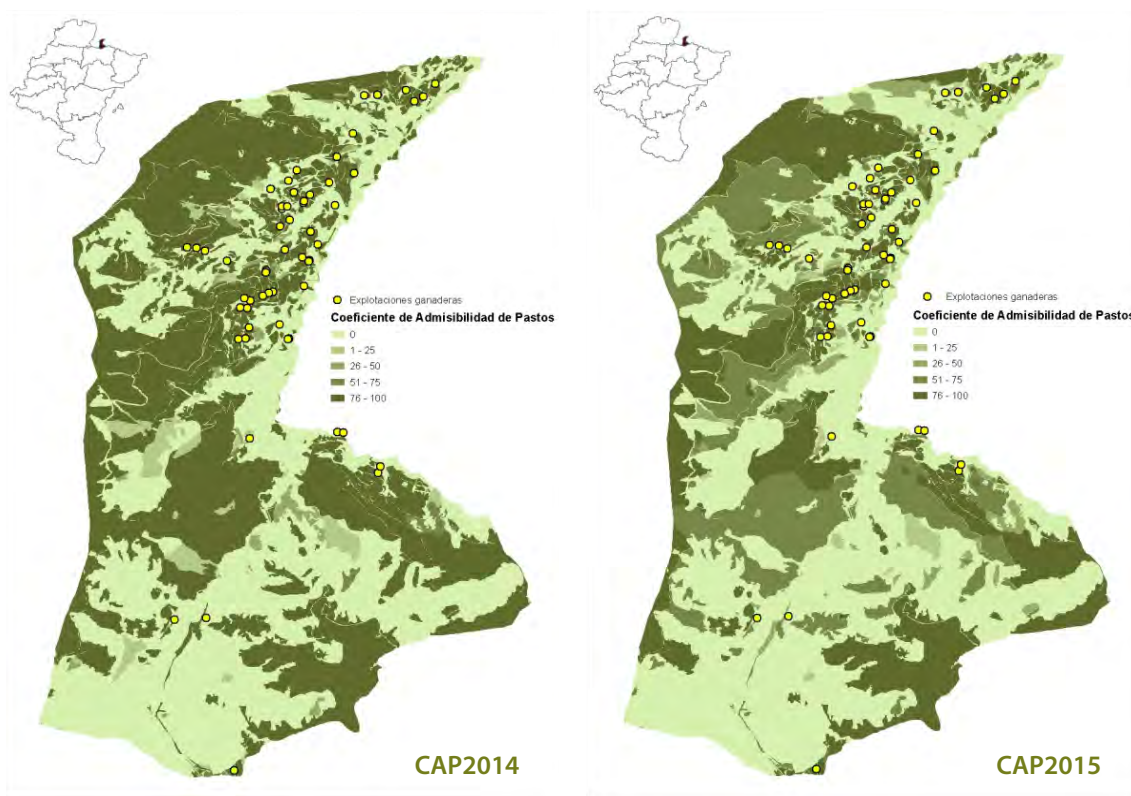 Explotaciones ganaderas
Coeficiente de Admisibilidad de Pastos
0
1 - 25
26 - 50
51 - 75
76 - 100
CAP2014
Explotaciones ganaderas
Coeficiente de Admisibilidad de Pastos
0
1 - 25
26 - 50
51 - 75
76 - 100
CAP2015